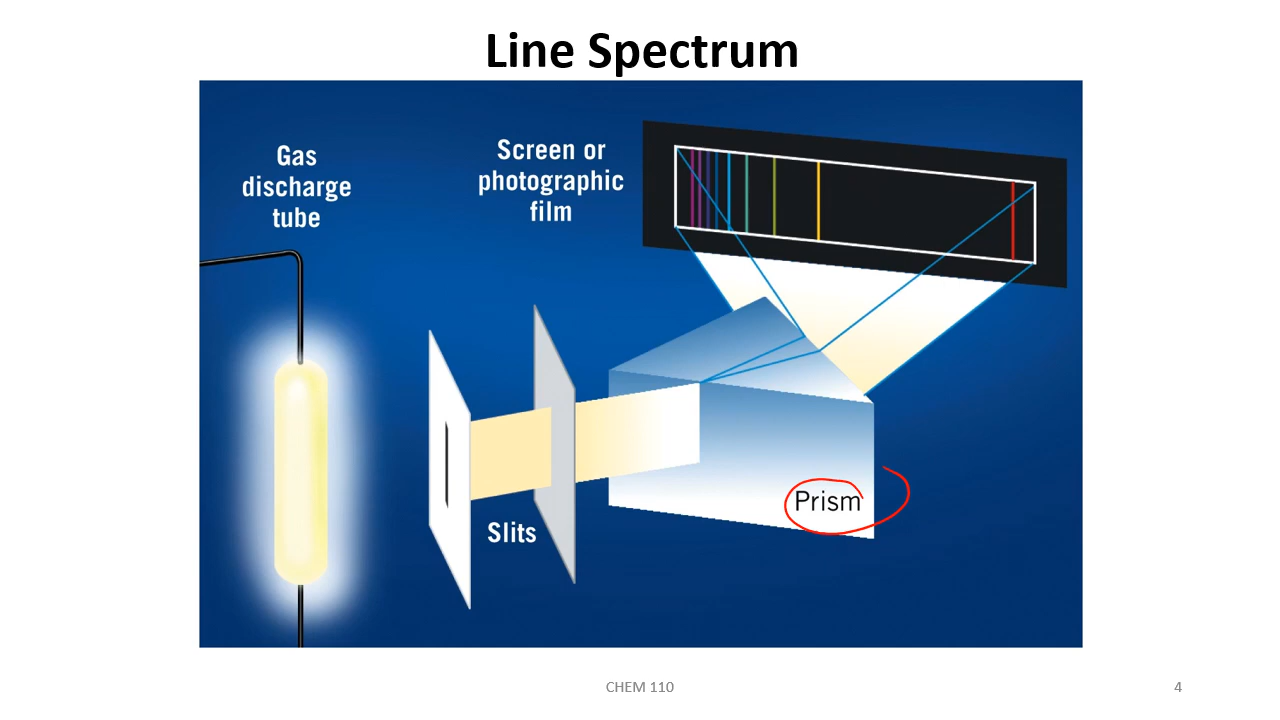 Line Spectrum
Gas
discharge
tube
Screen or
photographic
film
Slits
Prism
CHEM 110
4